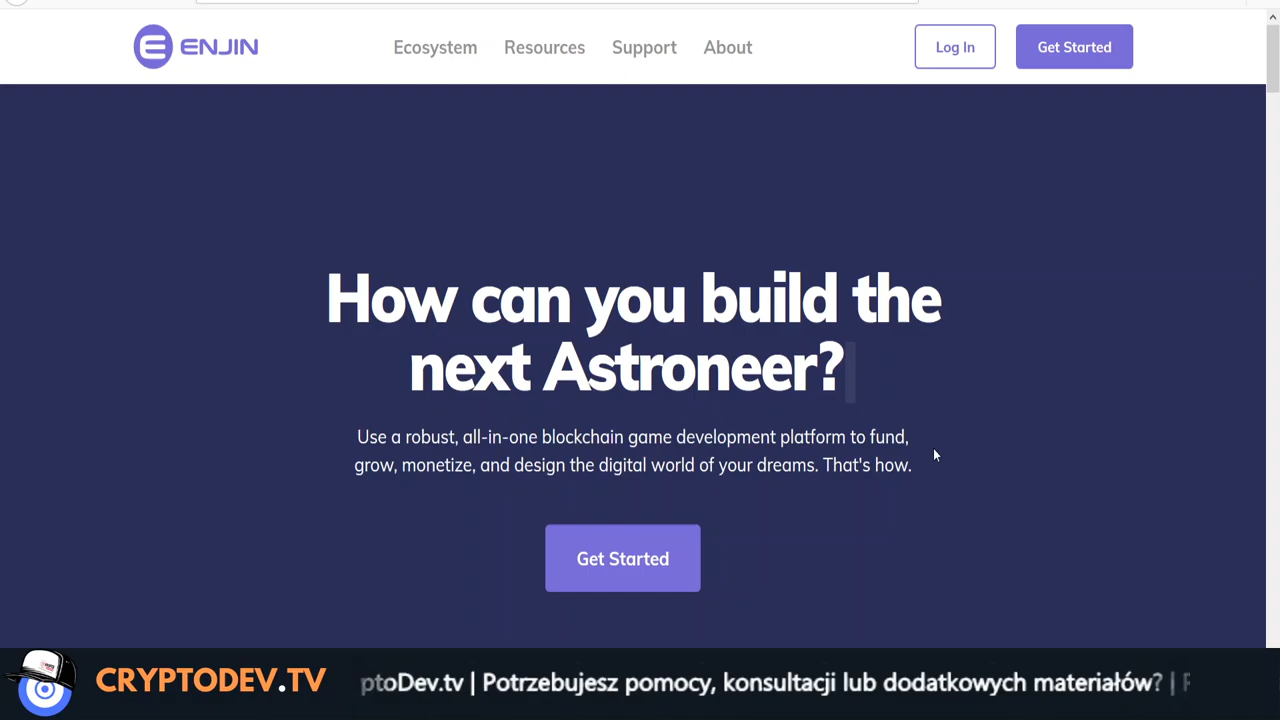 ENJIN
Ecosystem Resources Support About
Log In Get Started
How can you build the
next Astroneer?
Use a robust, all-in-one blockchain game development platform to fund,
grow, monetize, and design the digital world of your dreams. That's how.
Get Started
CRYPTODEV.TV ptoDev.tv | Potrzebujesz pomocy, konsultacji lub dodatkowych materiałów? |